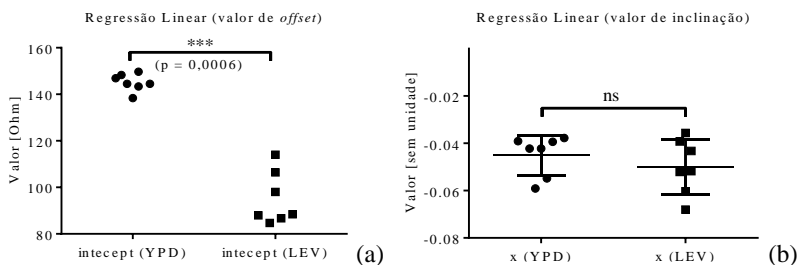 Regressão Linear (valor de offset)
***
(p = 0,0006)
Valor [Ohm]
160
140
120
100
80
intecept (YPD)
intecept (LEV)
(a)
Regressão Linear (valor de inclinação)
ns
Valor [sem unidade]
-0.02
-0.04
-0.06
-0.08
x (YPD)
x (LEV)
(b)